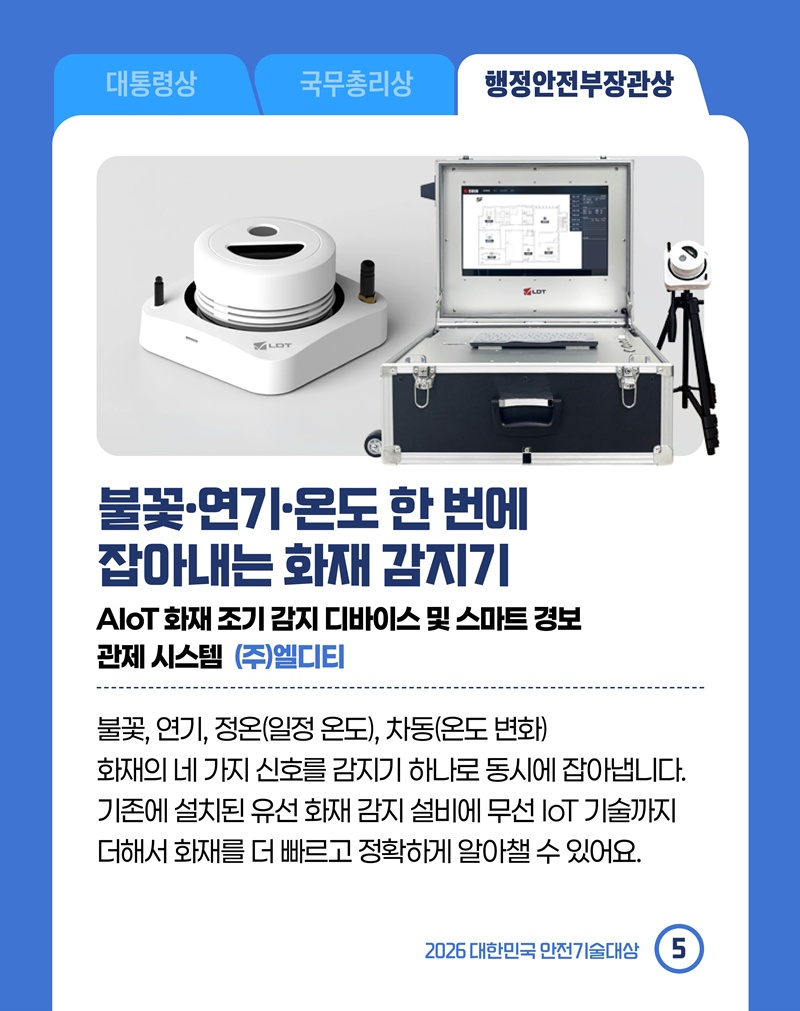 대통령상
국무총리상
행정안전부장관상
LDT
LDT
불꽃·연기·온도 한 번에
잡아내는 화재 감지기
AIoT 화재 조기 감지 디바이스 및 스마트 경보
관제 시스템 (주)엘디티
불꽃, 연기, 정온(일정 온도), 차동(온도 변화)
화재의 네 가지 신호를 감지기 하나로 동시에 잡아냅니다.
기존에 설치된 유선 화재 감지 설비에 무선 IoT 기술까지
더해서 화재를 더 빠르고 정확하게 알아챌 수 있어요.
2026 대한민국 안전기술대상
5